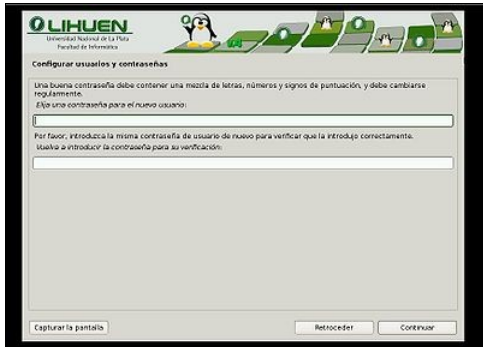 LIHUEN
Universidad Nacional de La Plata
Facultad de Informática
Configurar usuarios y contraseñas
Una buena contraseña debe contener una mezcla de letras, números y signos de puntuación, y debe cambiarse
regularmente.
Elija una contraseña para el nuevo usuario:
Por favor, introduzca la misma contraseña de usuario de nuevo para verificar que la introdujo correctamente.
Vuelva a introducir la contraseña para su verificación:
Capturar la pantalla
Retroceder
Continuar